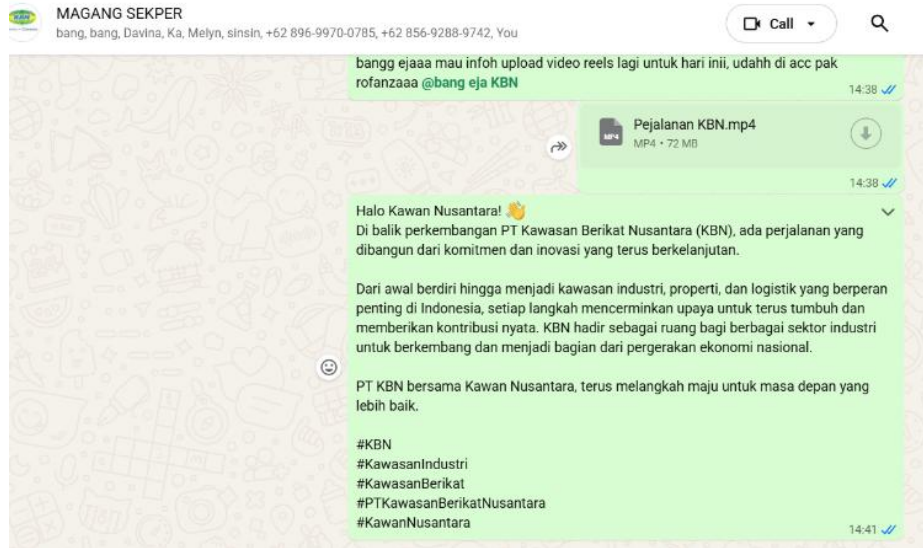 KBN
MAGANG SEKPER
bang, bang, Davina, Ka, Melyn, sinsin, +62 896-9970-0785, +62 856-9288-9742, You
Call
bangg ejaaa mau infoh upload video reels lagi untuk hari inii, udahh di acc pak
rofanzaaa @bang eja KBN
14:38
Pejalanan KBN.mp4
MP4
MP4 • 72 MB
14:38
Halo Kawan Nusantara! 👋
Di balik perkembangan PT Kawasan Berikat Nusantara (KBN), ada perjalanan yang
dibangun dari komitmen dan inovasi yang terus berkelanjutan.
Dari awal berdiri hingga menjadi kawasan industri, properti, dan logistik yang berperan
penting di Indonesia, setiap langkah mencerminkan upaya untuk terus tumbuh dan
memberikan kontribusi nyata. KBN hadir sebagai ruang bagi berbagai sektor industri
untuk berkembang dan menjadi bagian dari pergerakan ekonomi nasional.
PT KBN bersama Kawan Nusantara, terus melangkah maju untuk masa depan yang
lebih baik.
#KBN
#KawasanIndustri
#KawasanBerikat
#PTKawasanBerikatNusantara
#KawanNusantara
14:41